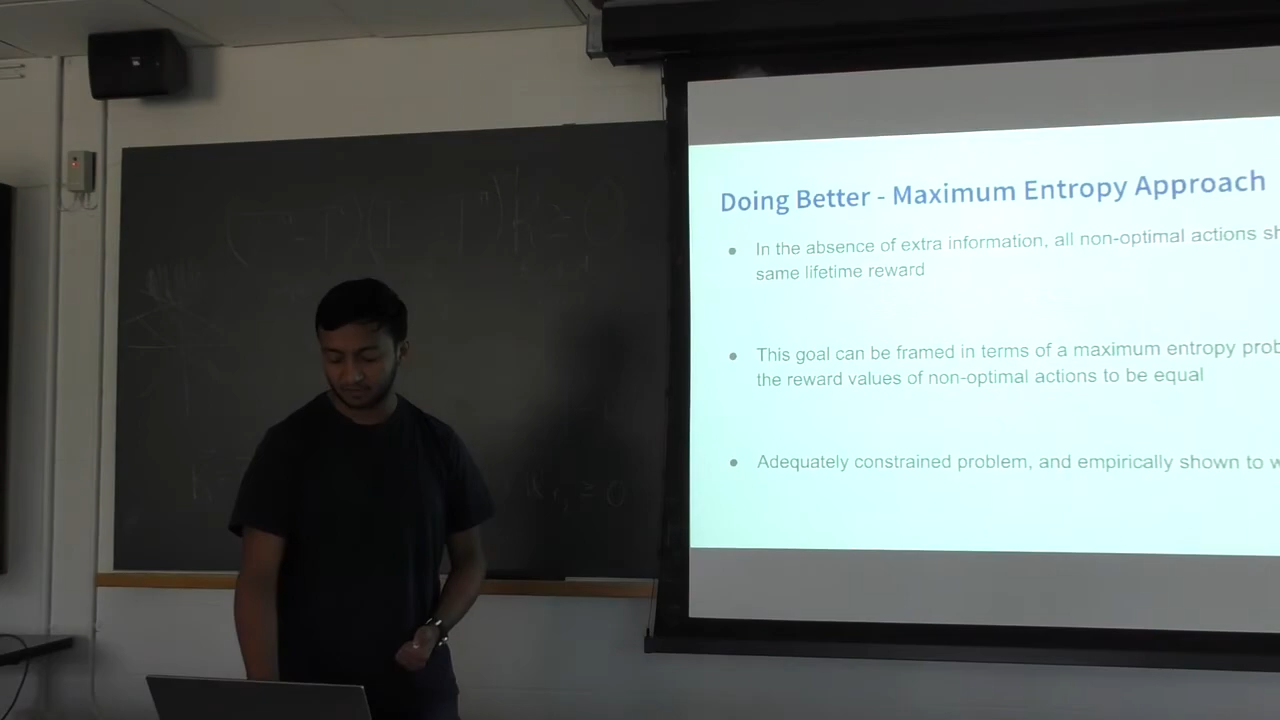 Doing Better - Maximum Entropy Approach
● In the absence of extra information, all non-optimal actions sh
same lifetime reward
● This goal can be framed in terms of a maximum entropy prob
the reward values of non-optimal actions to be equal
● Adequately constrained problem, and empirically shown to w